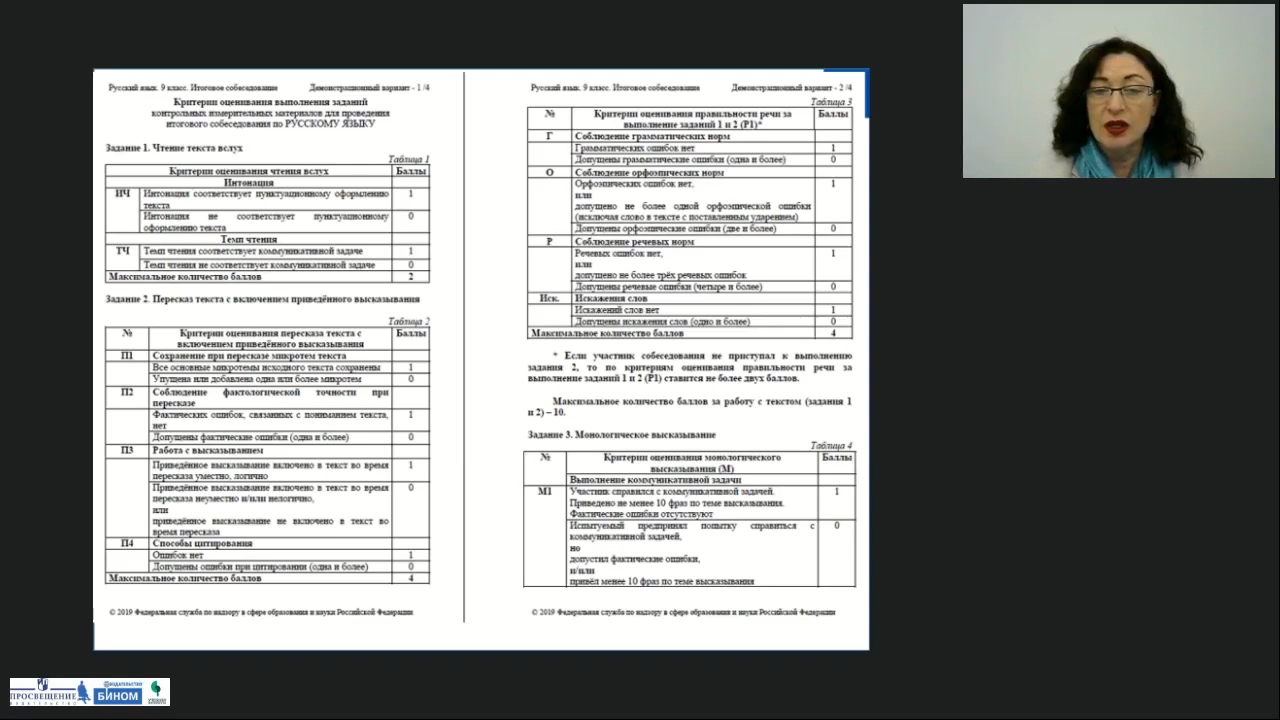 Русский язык. 9 класс. Итоговое собеседование Демонстрационный вариант - 1 /4
Критерии оценивания выполнения заданий
контрольных измерительных материалов для проведения
итогового собеседования по РУССКОМУ ЯЗЫКУ
Задание 1. Чтение текста вслух
Таблица 1
Критерии оценивания чтения вслух Баллы
Интонация
ИЧ Интонация соответствует пунктуационному оформлению 1
текста
Интонация не соответствует пунктуационному 0
оформлению текста
Темп чтения
ТЧ Темп чтения соответствует коммуникативной задаче 1
Темп чтения не соответствует коммуникативной задаче 0
Максимальное количество баллов 2
Задание 2. Пересказ текста с включением приведённого высказывания
Таблица 2
№ Критерии оценивания пересказа текста с Баллы
включением приведённого высказывания
П1 Сохранение при пересказе микротем текста
Все основные микротемы исходного текста сохранены 1
Упущена или добавлена одна или более микротем 0
П2 Соблюдение фактологической точности при
пересказе
Фактических ошибок, связанных с пониманием текста, 1
нет
Допущены фактические ошибки (одна и более) 0
П3 Работа с высказыванием
Приведённое высказывание включено в текст во время 1
пересказа уместно, логично
Приведённое высказывание включено в текст во время 0
пересказа неуместно и/или нелогично,
или
приведённое высказывание не включено в текст во
время пересказа
П4 Способы цитирования
Ошибок нет 1
Допущены ошибки при цитировании (одна и более) 0
Максимальное количество баллов 4
© 2019 Федеральная служба по надзору в сфере образования и науки Российской Федерации
Русский язык. 9 класс. Итоговое собеседование Демонстрационный вариант - 2 /4
Таблица 3
№ Критерии оценивания правильности речи за Баллы
выполнение заданий 1 и 2 (Р1)*
Г Соблюдение грамматических норм
Грамматических ошибок нет 1
Допущены грамматические ошибки (одна и более) 0
О Соблюдение орфоэпических норм
Орфоэпических ошибок нет, 1
или
допущено не более одной орфоэпической ошибки
(исключая слово в тексте с поставленным ударением)
Допущены орфоэпические ошибки (две и более) 0
Р Соблюдение речевых норм
Речевых ошибок нет, 1
или
допущено не более трёх речевых ошибок
Допущены речевые ошибки (четыре и более) 0
Иск. Искажения слов
Искажений слов нет 1
Допущены искажения слов (одно и более) 0
Максимальное количество баллов 4
* Если участник собеседования не приступал к выполнению
задания 2, то по критериям оценивания правильности речи за
выполнение заданий 1 и 2 (Р1) ставится не более двух баллов.
Максимальное количество баллов за работу с текстом (задания 1
и 2) – 10.
Задание 3. Монологическое высказывание
Таблица 4
№ Критерии оценивания монологического Баллы
высказывания (М)
Выполнение коммуникативной задачи
М1 Участник справился с коммуникативной задачей. 1
Приведено не менее 10 фраз по теме высказывания.
Фактические ошибки отсутствуют
Испытуемый предпринял попытку справиться с 0
коммуникативной задачей,
но
допустил фактические ошибки,
и/или
привёл менее 10 фраз по теме высказывания
© 2019 Федеральная служба по надзору в сфере образования и науки Российской Федерации
ПРОСВЕЩЕНИЕ
ИЗДАТЕЛЬСТВО
БИНОМ